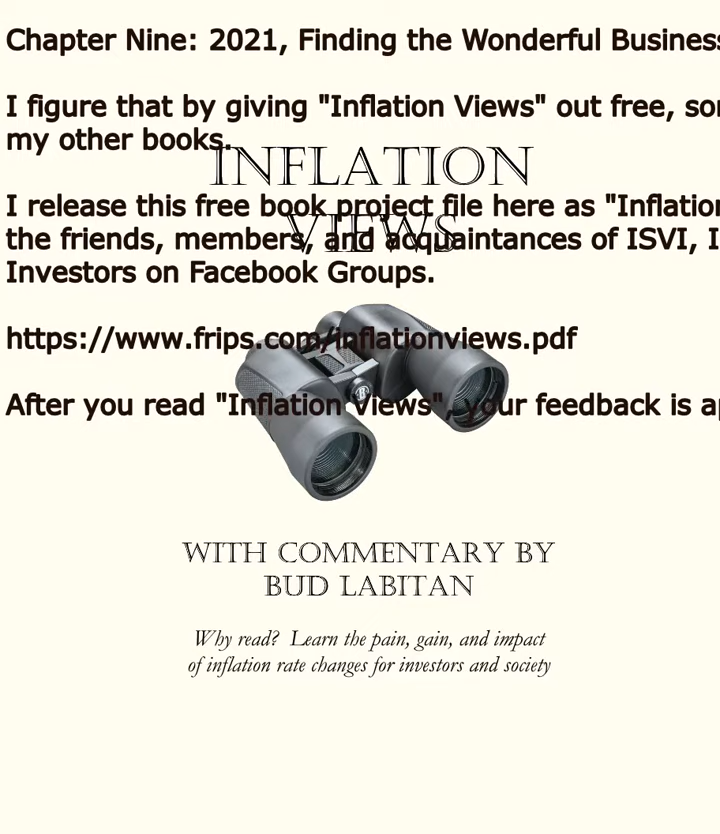 Chapter Nine: 2021, Finding the Wonderful Business
I figure that by giving "Inflation Views" out free,
my other books.
INFLATION
I release this free book project file here as
VIEWS
the friends, members, and acquaintances of ISVI,
Investors on Facebook Groups.
https://www.frips.com/inflationviews.pdf
After you read "Inflation Views", your feedback is
WITH COMMENTARY BY
BUD LABITAN
Why read? Learn the pain, gain, and impact
of inflation rate changes for investors and society